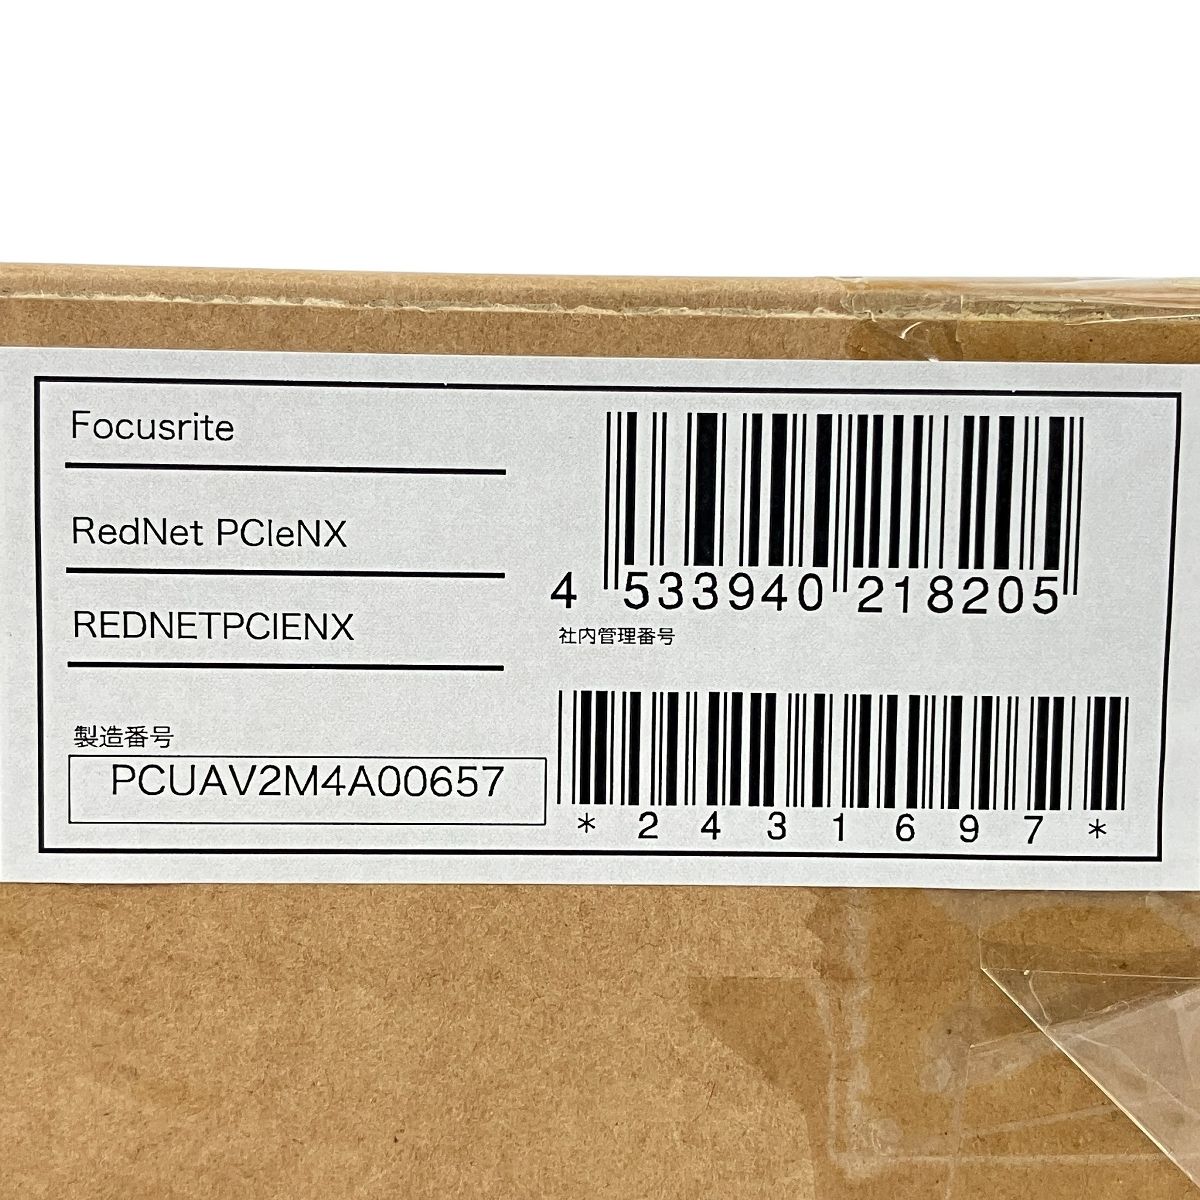 Focusrite
RedNet PCIeNX
REDNETPCIENX
製造番号
PCUAV2M4A00657
4 533940 218205
社内管理番号
* 2 4 3 1 6 9 7 *